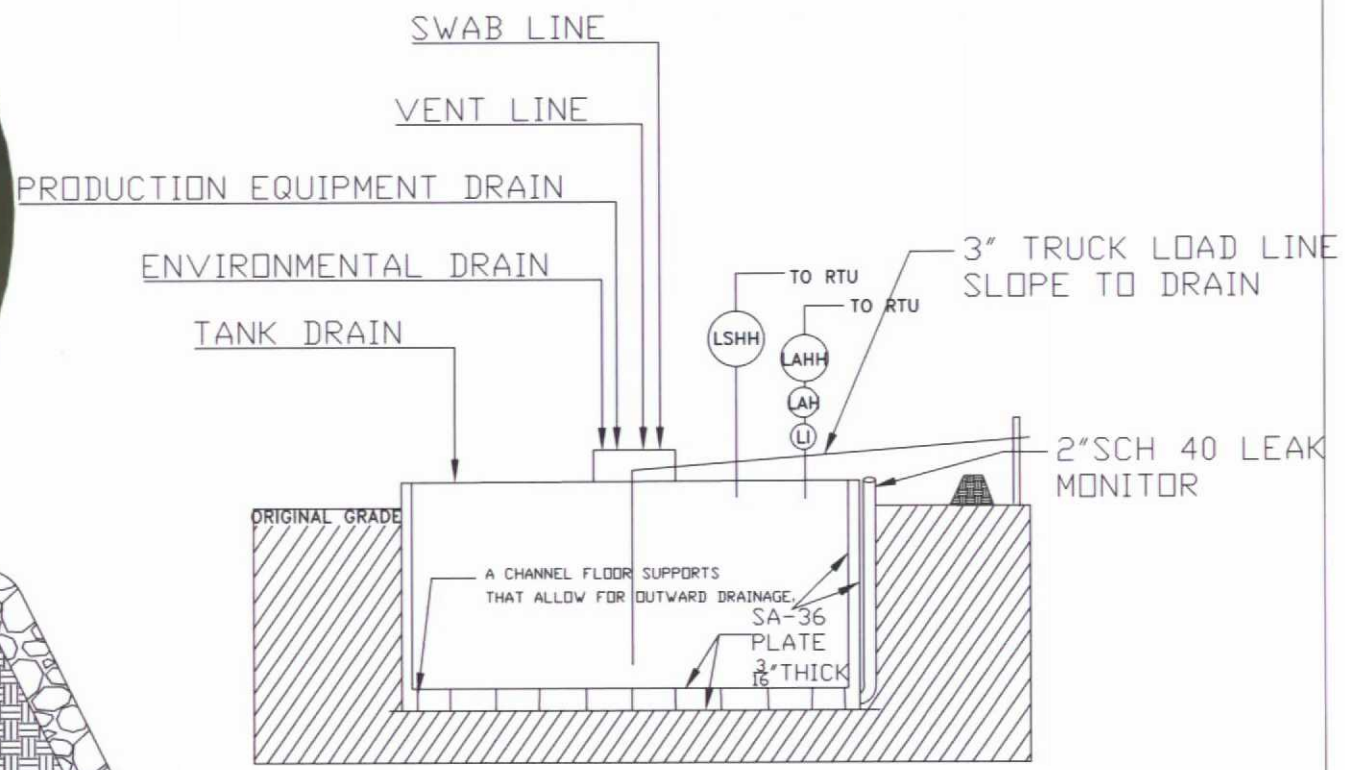 SWAB LINE
VENT LINE
PRODUCTION EQUIPMENT DRAIN
ENVIRONMENTAL DRAIN
TANK DRAIN
TO RTU
TO RTU
LSHH
LAHH
LAH
LI
3" TRUCK LOAD LINE
SLOPE TO DRAIN
2"SCH 40 LEAK
MONITOR
ORIGINAL GRADE
A CHANNEL FLOOR SUPPORTS
THAT ALLOW FOR OUTWARD DRAINAGE.
SA-36
PLATE
3/16" THICK